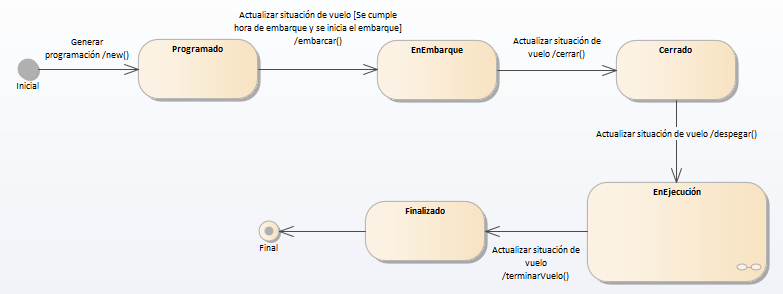 Actualizar situación de vuelo [Se cumple
hora de embarque y se inicia el embarque]
/embarcar()
Generar
programación /new()
Inicial
Programado
EnEmbarque
Actualizar situación de
vuelo /cerrar()
Cerrado
Actualizar situación de vuelo /despegar()
EnEjecución
Actualizar situación de
vuelo
/terminarVuelo()
Finalizado
Final